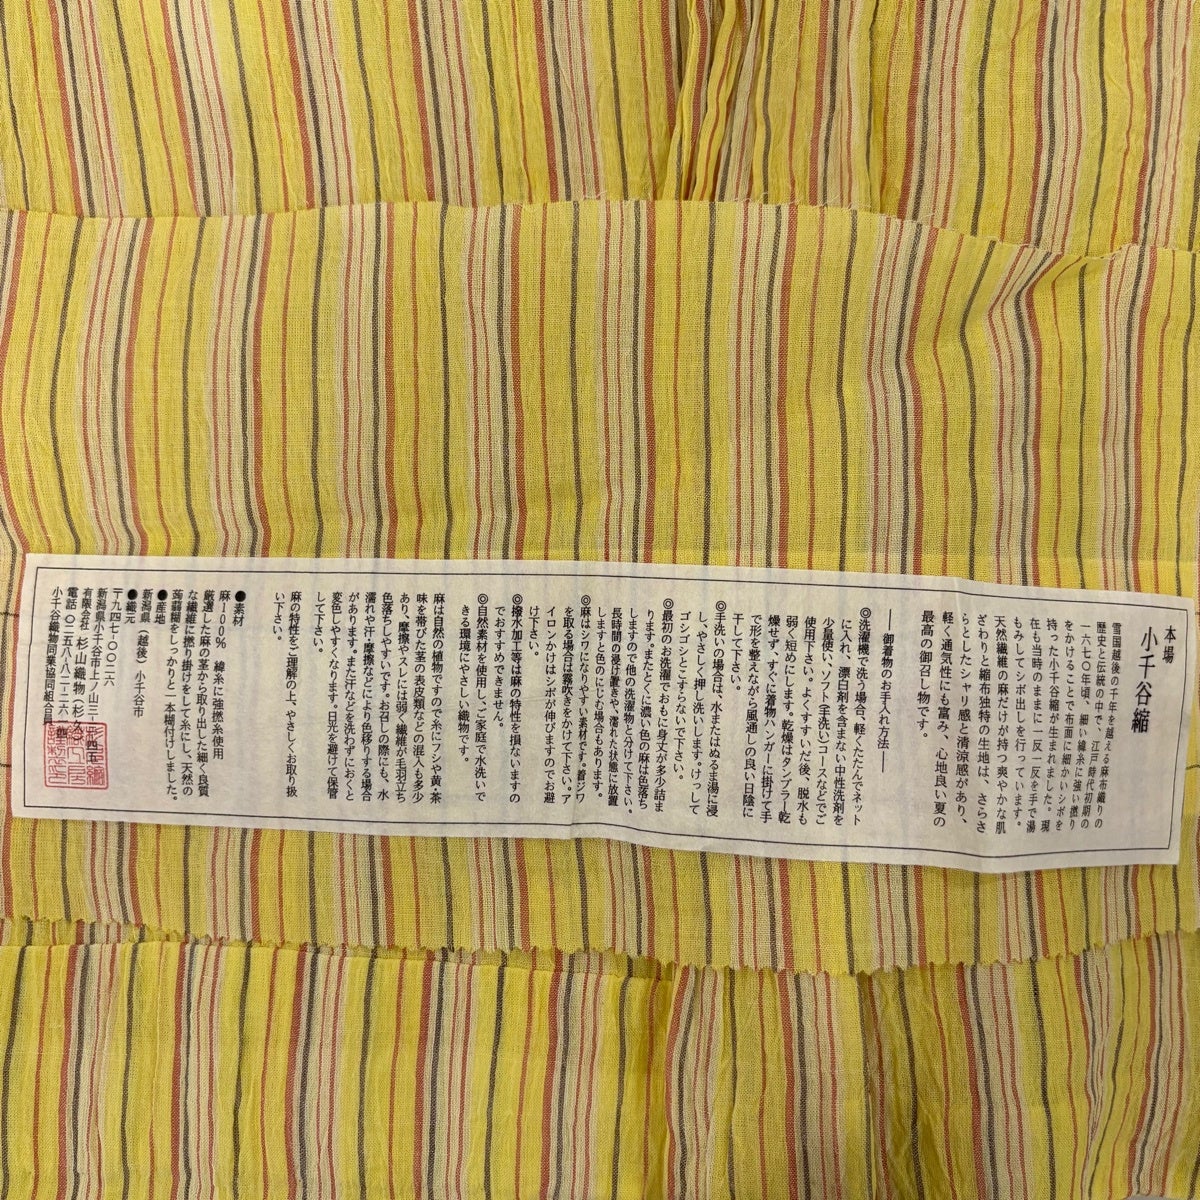 本場
小千谷縮
雪国越後の千年を越える麻布織りの
歴史と伝統の中で、江戸時代初期の
一六七〇年頃、細い緯糸に強い撚り
をかけることで布面に細かいシボを
持った小千谷縮が生まれました。現
在も当時のままに一反一反を手で湯
もみしてシボ出しを行っています。
天然繊維の麻だけが持つ爽やかな肌
ざわりと縮布独特の生地は、さらさ
らとしたシャリ感と清涼感があり、
軽く通気性にも富み、心地良い夏の
最高の御召し物です。
――御着物のお手入れ方法――
◎洗濯機で洗う場合、軽くたたんでネット
に入れ、漂白剤を含まない中性洗剤を
少量使い、ソフト(手洗い)コースなどでご
使用下さい。よくすすいだ後、脱水も
弱く短めにします。乾燥はタンブラー乾
燥せず、すぐに着物ハンガーに掛けて手
で形を整えながら風通しの良い日陰に
干して下さい。
◎手洗いの場合は、水またはぬるま湯に浸
し、やさしく押し洗いします。けっして
ゴシゴシとこすらないで下さい。
◎最初のお洗濯でおもに身丈が多少詰ま
ります。またとくに濃い色の麻は色落ち
しますので他の洗濯物と分けて下さい。
長時間の浸け置きや、濡れた状態に放置
しますと色のにじむ場合もあります。
◎麻はシワになりやすい素材です。着ジワ
を取る場合は霧吹きをかけて下さい。ア
イロンかけはシボが伸びますのでお避
け下さい。
◎撥水加工等は麻の特性を損ないますの
でおすすめできません。
◎自然素材を使用し、ご家庭で水洗いで
きる環境にやさしい織物です。
麻は自然の植物ですので糸にフシや黄・茶
味を帯びた茎の表皮類などの混入も多少
あり、摩擦やスレには弱く繊維が毛羽立ち
色落ちしやすいです。お召しの際にも、水
濡れや汗・摩擦などにより色移りする場合
があります。また汗などを洗わずにおくと
変色しやすくなります。日光を避けて保管
して下さい。
麻の特性をご理解の上、やさしくお取り扱
い下さい。
●素材
麻100% 緯糸に強撚糸使用
厳選した麻の茎から取り出した細く良質
な繊維に撚り掛けをして糸にし、天然の
蒟蒻糊をしっかりと一本糊付けしました。
●産地
新潟県(越後)小千谷市
●織元
〒九四七-〇〇二六
新潟県小千谷市上ノ山三-四-五
有限会社 杉山織物(杉
電話 〇二五八-八二-二六
小千谷織物同業協同組合員